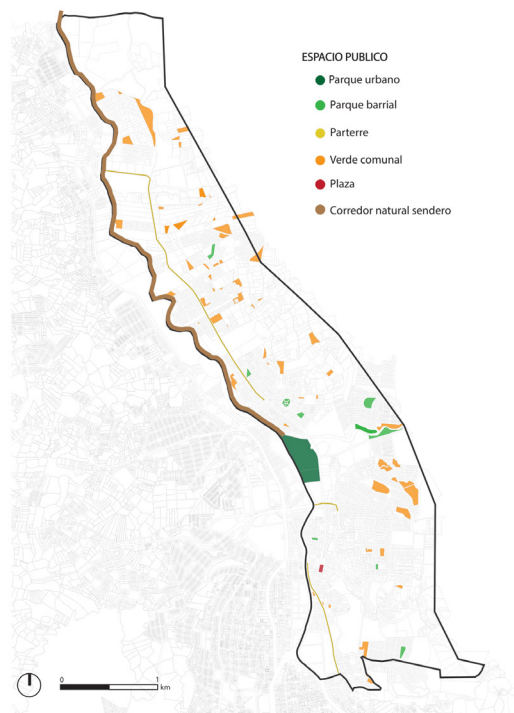 ESPACIO PUBLICO
Parque urbano
Parque barrial
Parterre
Verde comunal
Plaza
Corredor natural sendero
0 1
km